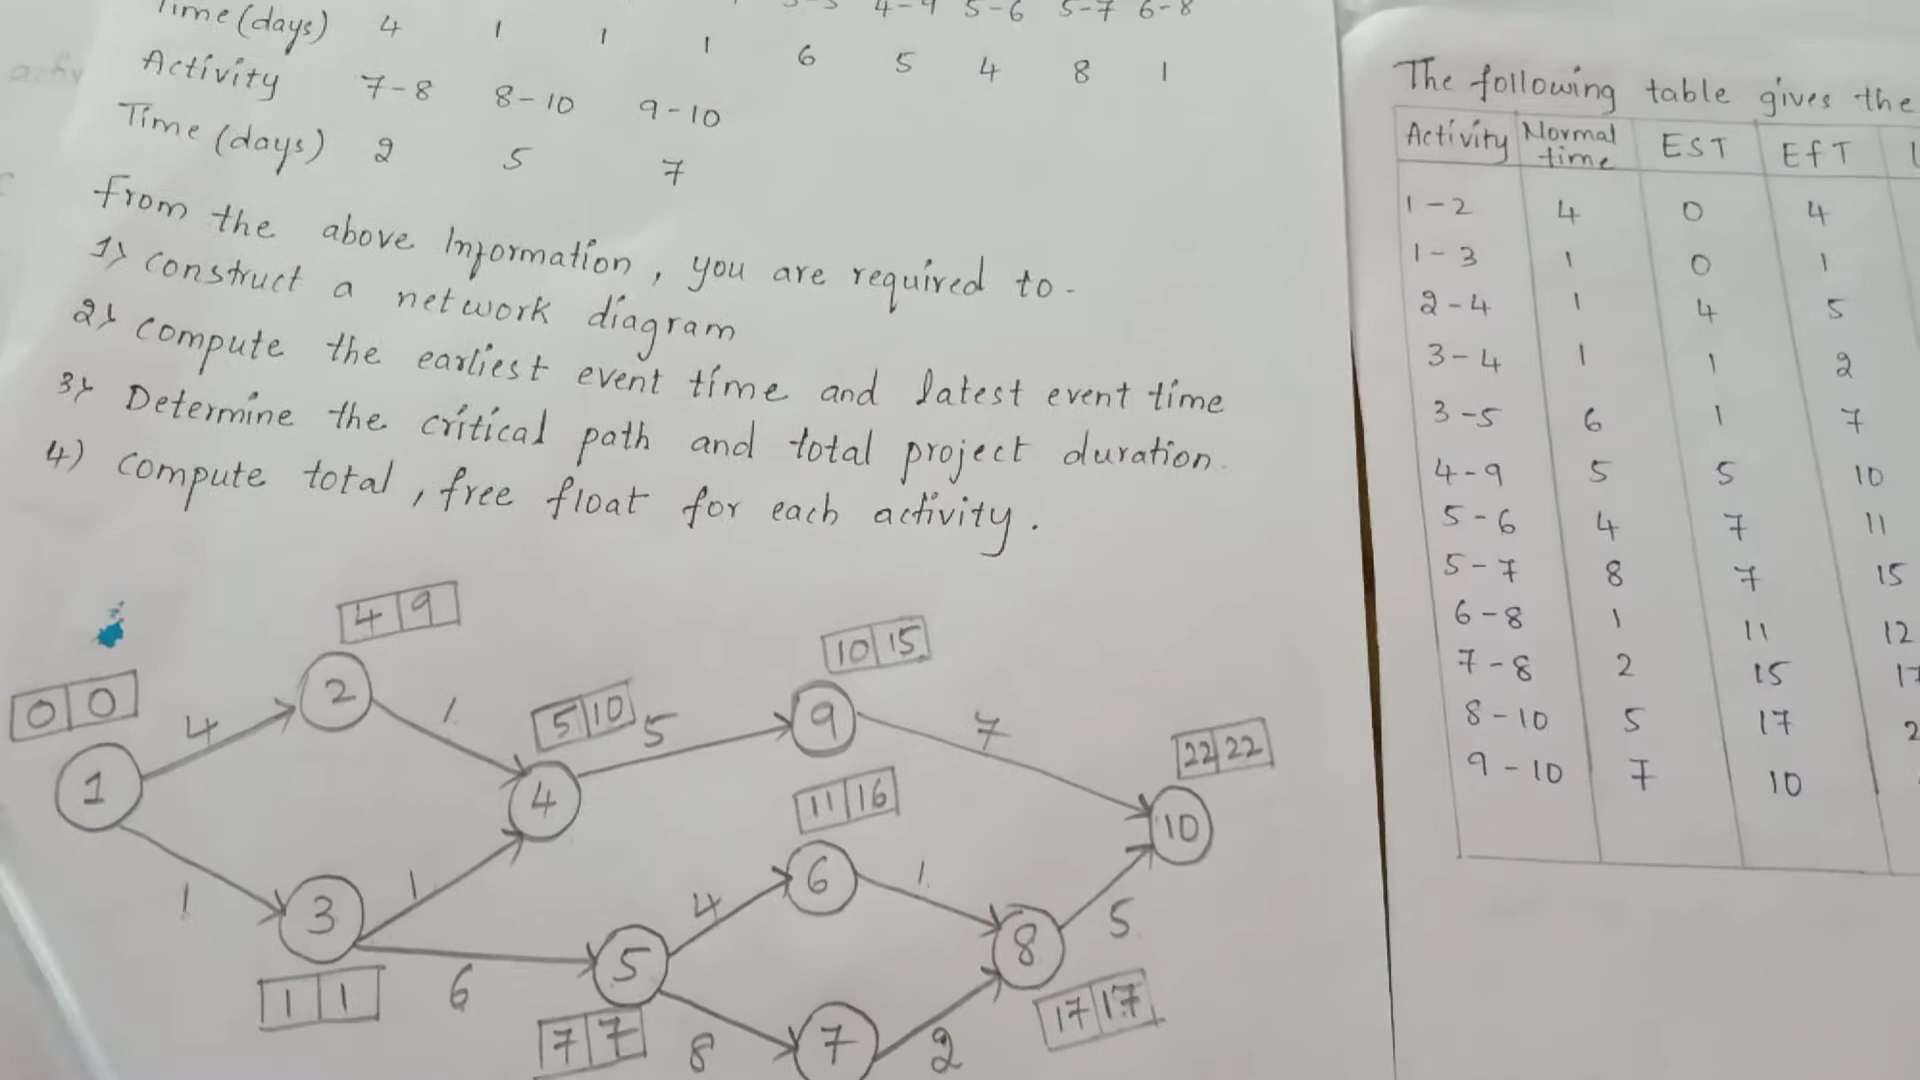 Time (days) 4 1 1 1 6 5 4 8 1
4-9 5-6 5-7 6-8
Activity 7-8 8-10 9-10
Time (days) 2 5 7
From the above Information, you are required to -
1) construct a network diagram
2) compute the earliest event time and latest event time
3) Determine the critical path and total project duration.
4) compute total, free float for each activity.
0 0
1
4
4 9
2
1
5 10
4
5
10 15
9
7
22 22
10
1
3
1 1
1
6
5
7 7
4
11 16
6
1
8
17 17
5
8
7
2
The following table gives the
Activity Normal time EST EFT
1-2 4 0 4
1-3 1 0 1
2-4 1 4 5
3-4 1 1 2
3-5 6 1 7
4-9 5 5 10
5-6 4 7 11
5-7 8 7 15
6-8 1 11 12
7-8 2 15
8-10 5 17
9-10 7 10